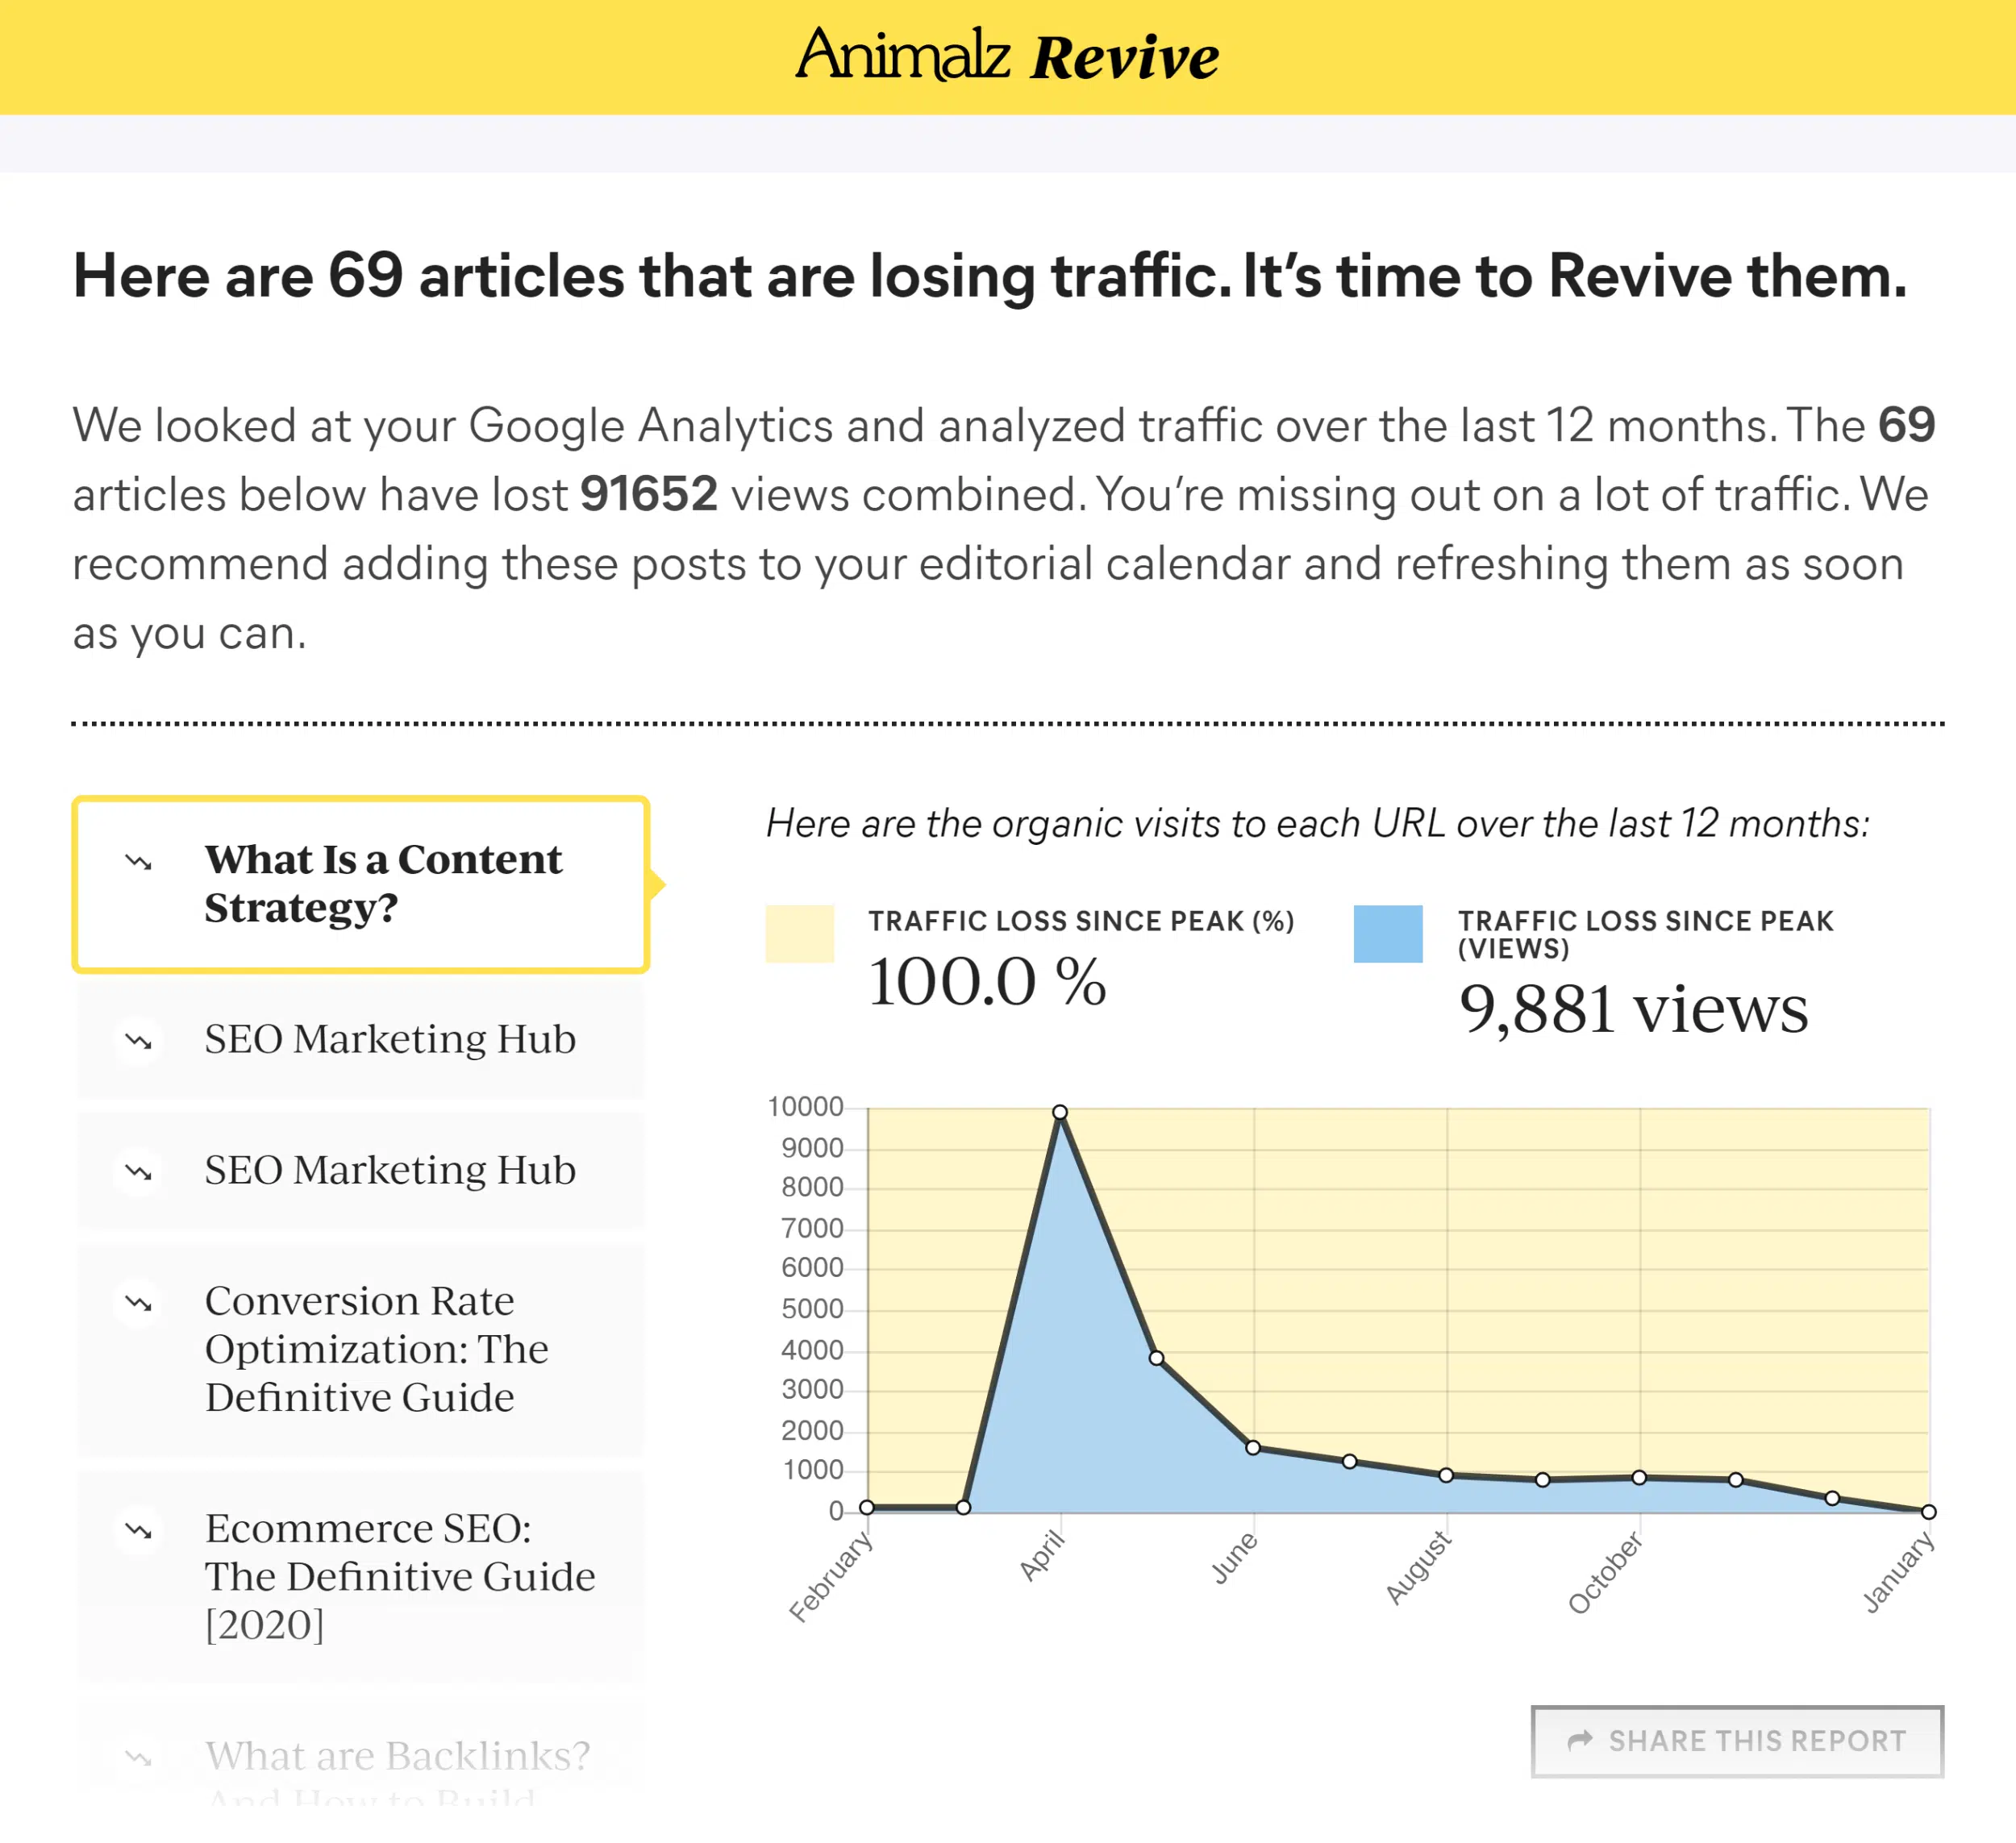 Animalz Revive
Here are 69 articles that are losing traffic. It’s time to Revive them.
We looked at your Google Analytics and analyzed traffic over the last 12 months. The 69
articles below have lost 91652 views combined. You’re missing out on a lot of traffic. We
recommend adding these posts to your editorial calendar and refreshing them as soon
as you can.
What Is a Content
Strategy?
SEO Marketing Hub
SEO Marketing Hub
Conversion Rate
Optimization: The
Definitive Guide
Ecommerce SEO:
The Definitive Guide
[2020]
What are Backlinks?
And How to Build
Here are the organic visits to each URL over the last 12 months:
TRAFFIC LOSS SINCE PEAK (%)
100.0 %
TRAFFIC LOSS SINCE PEAK
(VIEWS)
9,881 views
10000
9000
8000
7000
6000
5000
4000
3000
2000
1000
0
February
April
June
August
October
January
SHARE THIS REPORT